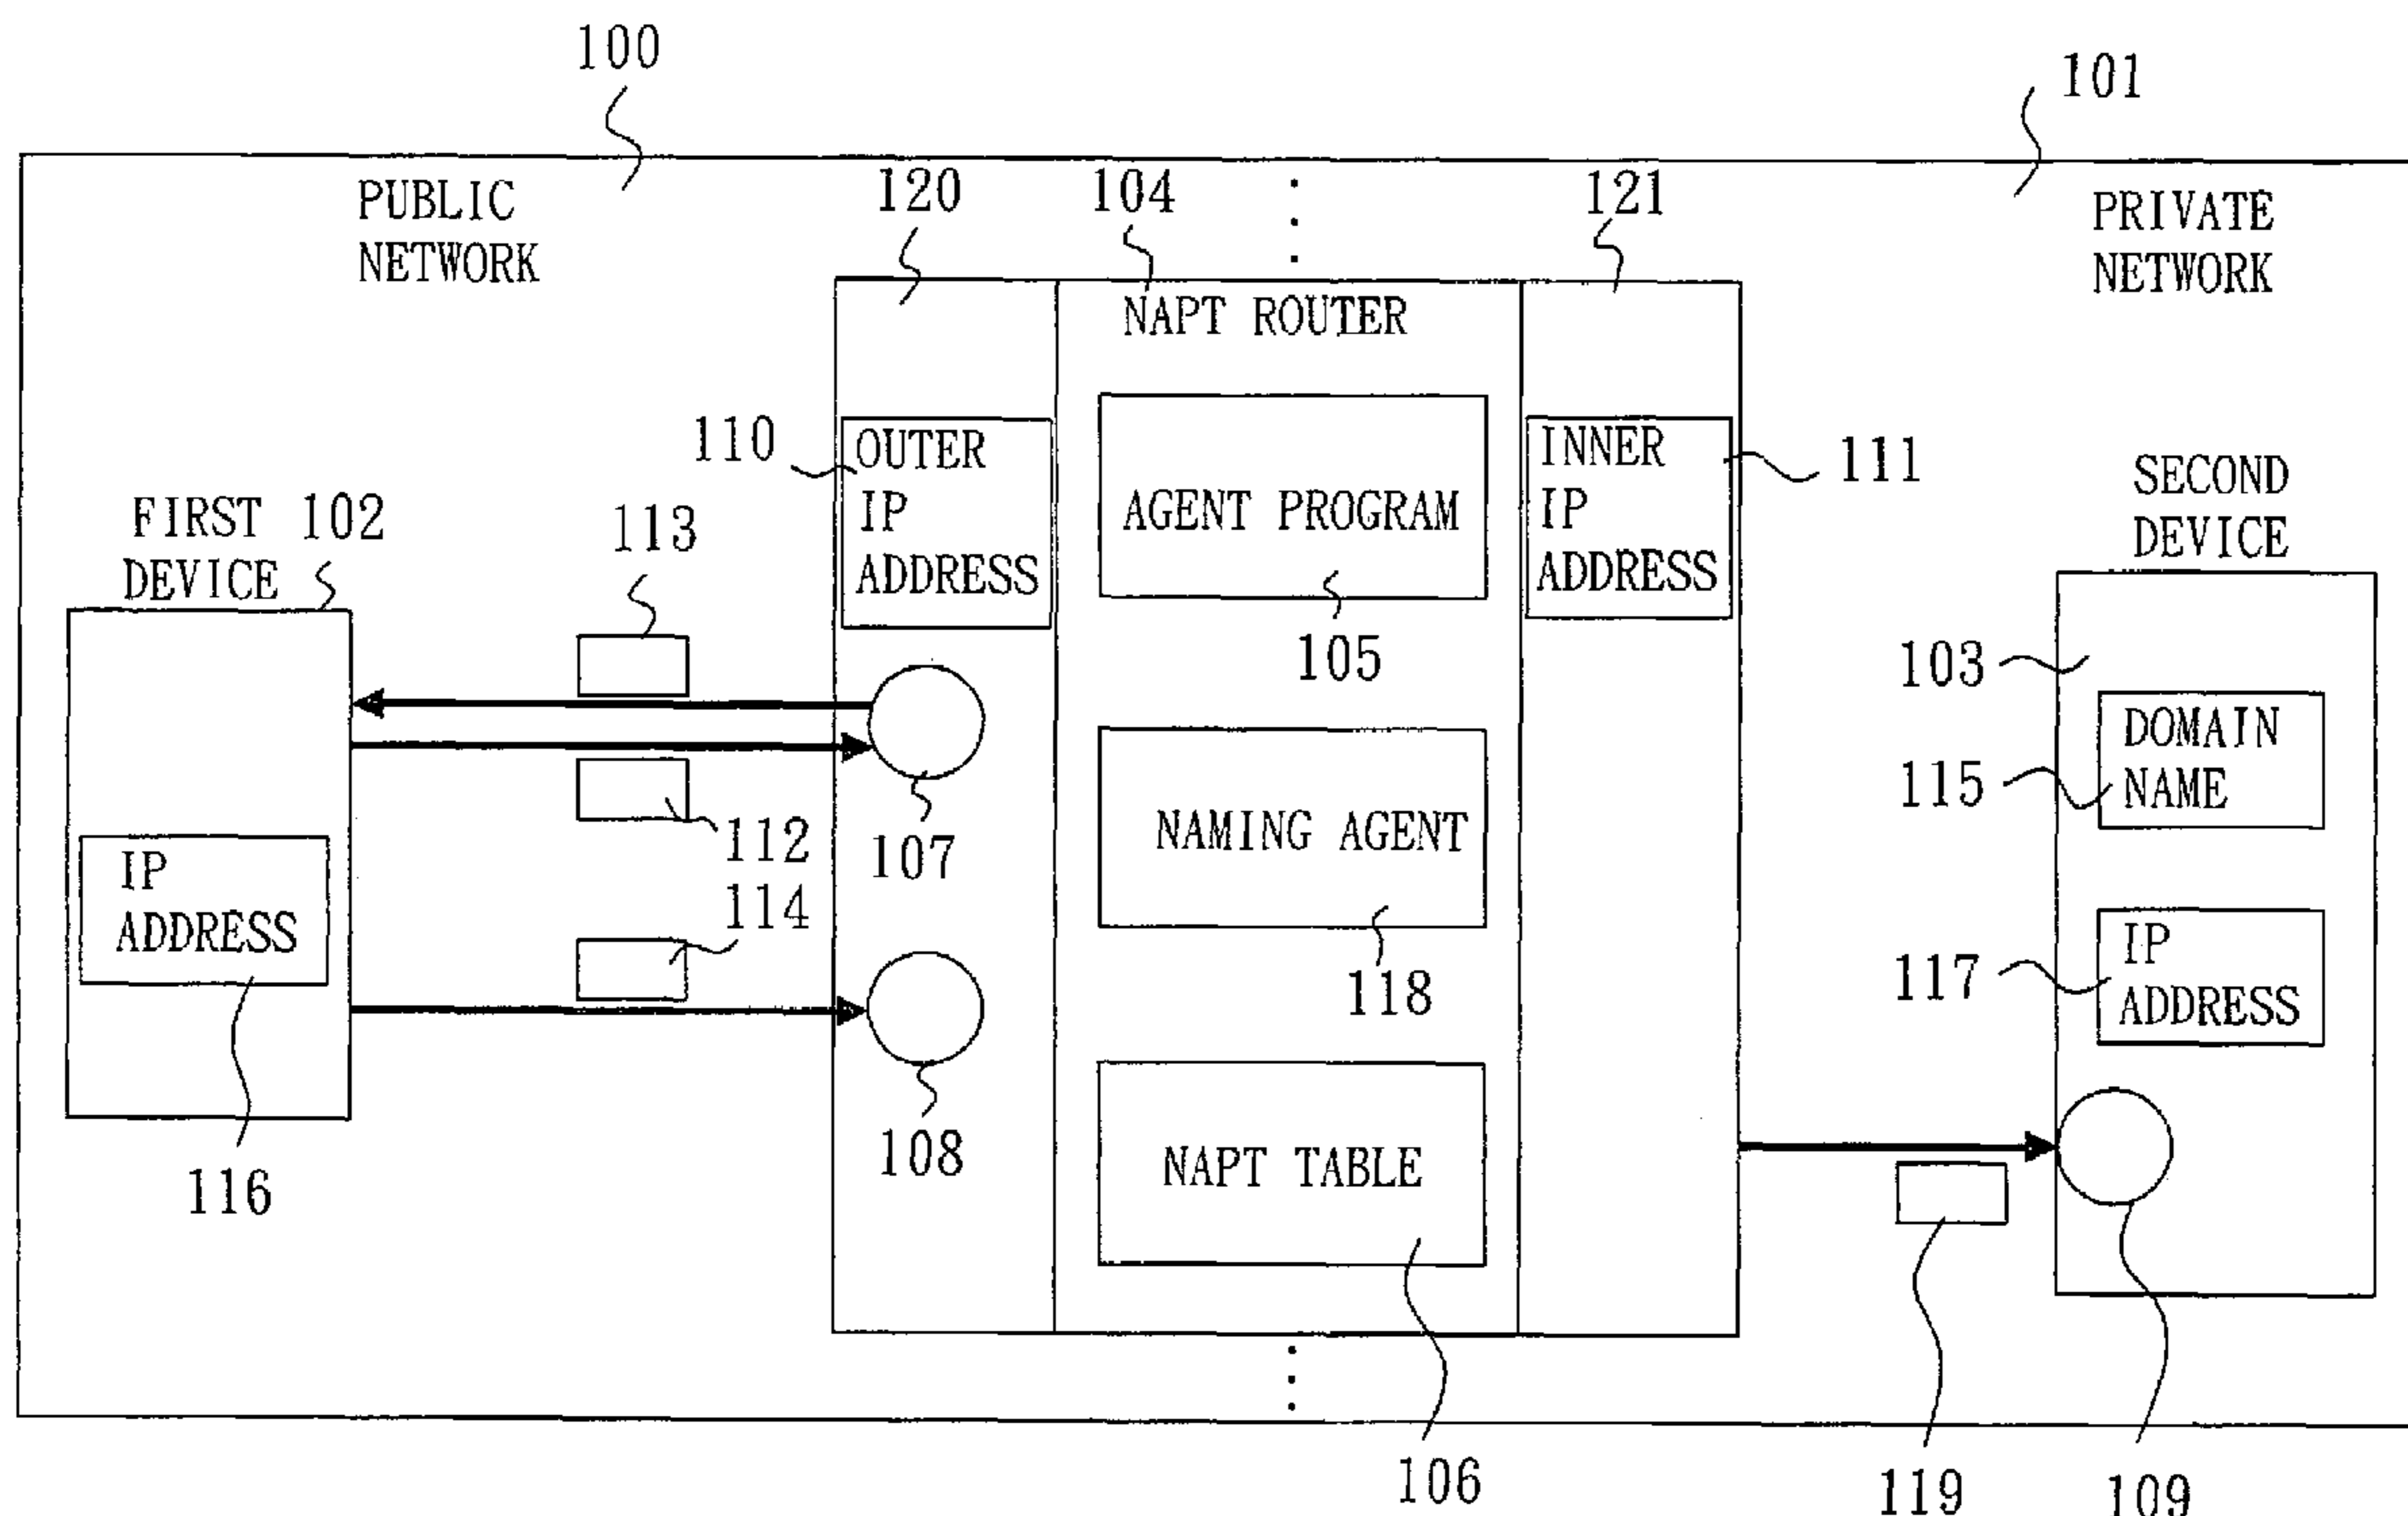 100
101
PUBLIC
NETWORK
120
104
121
PRIVATE
NETWORK
NAPT ROUTER
110
OUTER
IP
ADDRESS
AGENT PROGRAM
105
INNER
IP
ADDRESS
111
FIRST 102
DEVICE
113
SECOND
DEVICE
103
DOMAIN
NAME
115
112
107
NAMING AGENT
118
114
IP
ADDRESS
116
117
IP
ADDRESS
108
NAPT TABLE
106
119
109